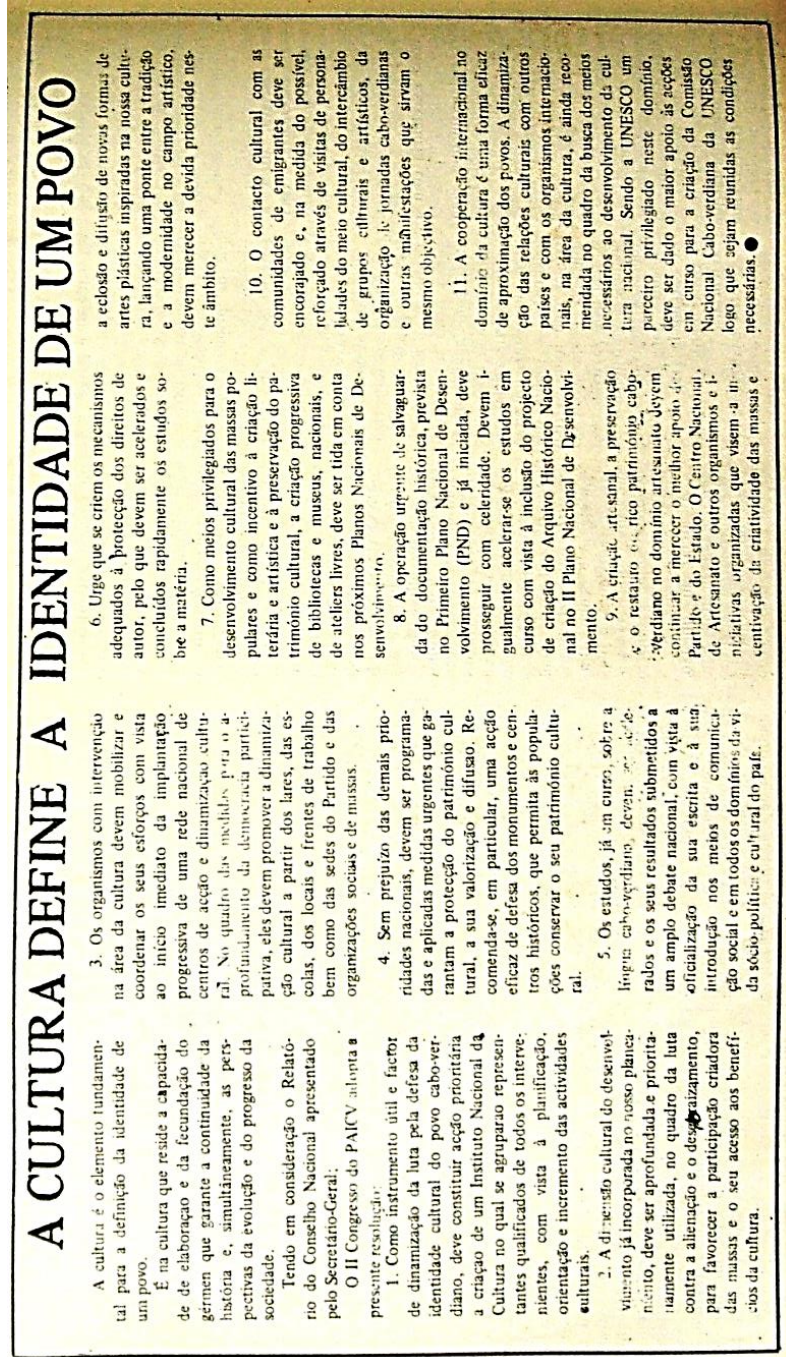 A CULTURA DEFINE A IDENTIDADE DE UM POVO
A cultura é o elemento fundamen-
tal para a definição da identidade de
um povo.
É na cultura que reside a capacida-
de de elaboraçao e da fecundação do
gérmen que garante a continuidade da
história e, simultâneamente, as pers-
pectivas da evolução e do progresso da
sociedade.
Tendo em consideração o Relató-
rio do Conselho Nacional apresentado
pelo Secretário-Geral;
O II Congresso do PAICV adopta a
presente resolução:
1. Como instrumento útil e factor
de dinamização da luta pela defesa da
identidade cultural do povo cabo-ver-
diano, deve constituir acção prioritária
a criaçao de um Instituto Nacional da
Cultura no qual se agruparao represen-
tantes qualificados de todos os interve-
nientes, com vista à planificação,
orientação e incremento das actividades
culturais.
2. A dimensão cultural do desenvol-
vimento já incorporada no nosso planea-
mento, deve ser aprofundada e priorita-
riamente utilizada, no quadro da luta
contra a alienação e o desenraizamento,
para favorecer a participação criadora
das massas e o seu acesso aos benefí-
cios da cultura.
3. Os organismos com intervenção
na área da cultura devem mobilizar e
coordenar os seus esforços com vista
ao início imediato da implantação
progressiva de uma rede nacional de
centros de acção e dinamização cultu-
ral. No quadro das medidas para o a-
profundamento da democracia partici-
pativa, eles devem promover a dinamiza-
ção cultural a partir dos lares, das es-
colas, dos locais e frentes de trabalho
bem como das sedes do Partido e das
organizações sociais e de massas.
4. Sem prejuízo das demais prio-
ridades nacionais, devem ser programa-
das e aplicadas medidas urgentes que ga-
rantam a protecção do património cul-
tural, a sua valorização e difusao. Re-
comenda-se, em particular, uma acção
eficaz de defesa dos monumentos e cen-
tros históricos, que permita às popula-
ções conservar o seu património cultu-
ral.
5. Os estudos, já em curso, sobre a
língua cabo-verdiana, devem ser acele-
rados e os seus resultados submetidos a
um amplo debate nacional, com vista à
oficialização da sua escrita e à sua
introdução nos meios de comunica-
ção social e em todos os domínios da vi-
da sócio-política e cultural do país.
6. Urge que se criem os mecanismos
adequados à protecção dos direitos de
autor, pelo que devem ser acelerados e
concluídos rapidamente os estudos so-
bre a matéria.
7. Como meios privilegiados para o
desenvolvimento cultural das massas po-
pulares e como incentivo à criação li-
terária e artística e à preservação do pa-
trimónio cultural, a criação progressiva
de bibliotecas e museus, nacionais, e
de ateliers livres, deve ser tida em conta
nos próximos Planos Nacionais de De-
senvolvimento.
8. A operação urgente de salvaguar-
da do documentação histórica, prevista
no Primeiro Plano Nacional de Desen-
volvimento (PND) e já iniciada, deve
prosseguir com celeridade. Devem i-
gualmente acelerar-se os estudos em
curso com vista à inclusão do projecto
de criação do Arquivo Histórico Nacio-
nal no II Plano Nacional de Desenvolvi-
mento.
9. A criação artesanal, a preservação
e o restauro do rico património cabo-
verdiano no domínio artesanato devem
continuar a merecer o melhor apoio do
Partido e do Estado. O Centro Nacional
de Artesanato e outros organismos e i-
niciativas organizadas que visem a in-
centivação da criatividade das massas e
a eclosão e difusão de novas formas de
artes plásticas inspiradas na nossa cultu-
ra, lançando uma ponte entre a tradição
e a modernidade no campo artístico,
devem merecer a devida prioridade nes-
te âmbito.
10. O contacto cultural com as
comunidades de emigrantes deve ser
encorajado e, na medida do possível,
reforçado através de visitas de persona-
lidades do meio cultural, do intercâmbio
de grupos culturais e artísticos, da
organização de jornadas cabo-verdianas
e outras manifestações que sirvam o
mesmo objectivo.
11. A cooperação internacional no
domínio da cultura é uma forma eficaz
de aproximação dos povos. A dinamiza-
ção das relações culturais com outros
países e com os organismos internacio-
nais, na área da cultura, é ainda reco-
mendada no quadro da busca dos meios
necessários ao desenvolvimento da cul-
tura nacional. Sendo a UNESCO um
parceiro privilegiado neste domínio,
deve ser dado o maior apoio às acções
em curso para a criação da Comissão
Nacional Cabo-verdiana da UNESCO
logo que sejam reunidas as condições
necessárias.●